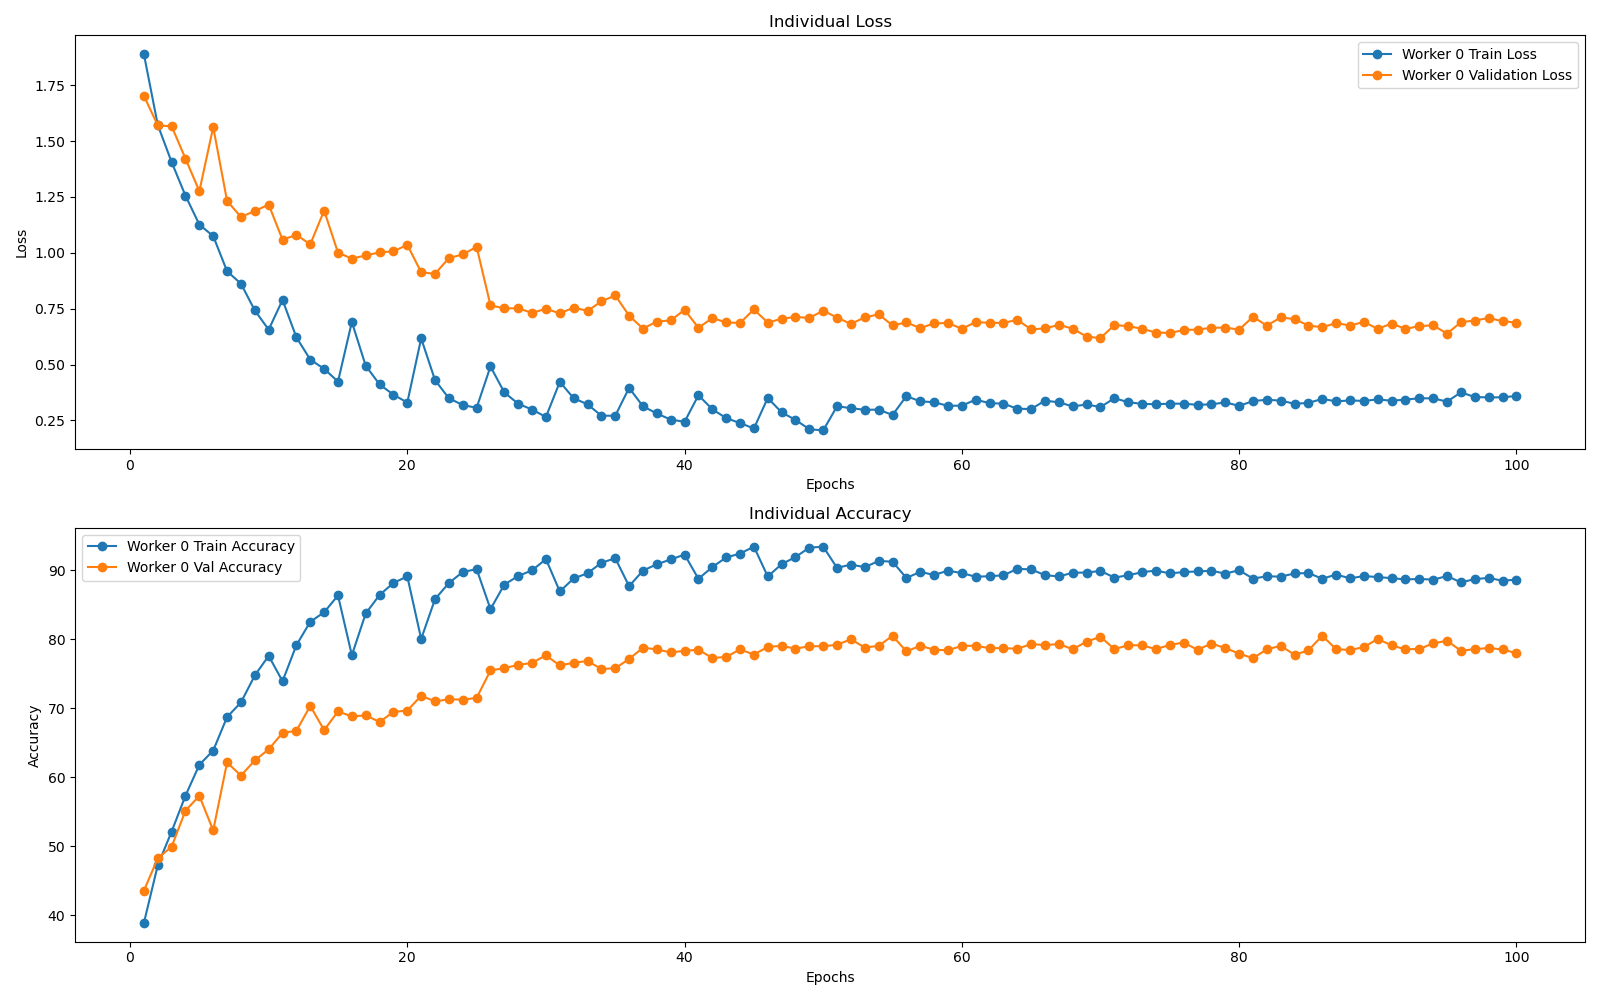 Individual Loss
Loss
1.75
1.50
1.25
1.00
0.75
0.50
0.25
Worker 0 Train Loss
Worker 0 Validation Loss
0 20 40 60 80 100
Epochs
Individual Accuracy
Accuracy
90
80
70
60
50
40
Worker 0 Train Accuracy
Worker 0 Val Accuracy
0 20 40 60 80 100
Epochs